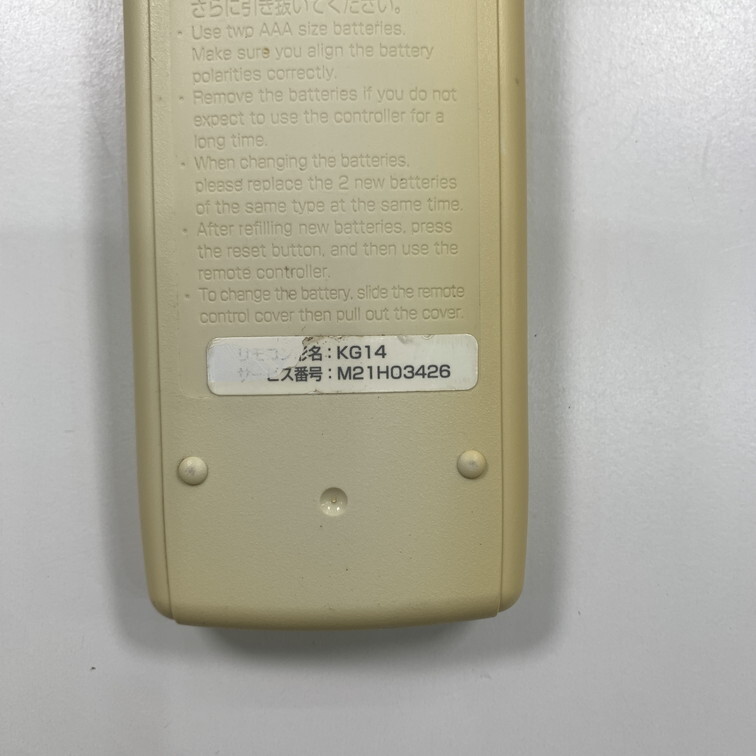 さらに引き抜いてください。
• Use two AAA size batteries.
Make sure you align the battery
polarities correctly.
• Remove the batteries if you do not
expect to use the controller for a
long time.
• When changing the batteries,
please replace the 2 new batteries
of the same type at the same time.
• After refilling new batteries, press
the reset button, and then use the
remote controller.
• To change the battery, slide the remote
control cover then pull out the cover.
リモコン形名:KG14
サービス番号:M21H03426